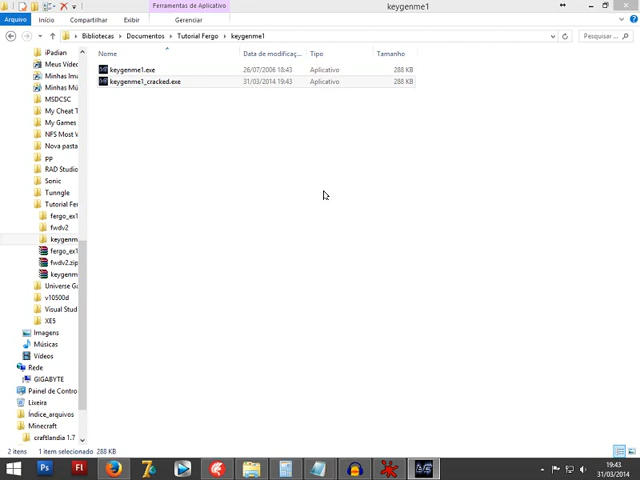 Ferramentas de Aplicativo
keygenme1
Arquivo Início Compartilhar Exibir Gerenciar
Bibliotecas Documentos Tutorial Fergo keygenme1 Pesquisar ...
Nome Data de modificaç... Tipo Tamanho
keygenme1.exe 26/07/2006 18:43 Aplicativo 288 KB
keygenme1_cracked.exe 31/03/2014 19:43 Aplicativo 288 KB
iPadian
Meus Vídeo
Minhas Ima
Minhas Mú
MSDCSC
My Cheat T
My Games
NFS Most W
Nova pasta
PP
RAD Studio
Sonic
Tunngle
Tutorial Fer
fergo_ex1
fwdv2
keygenm
fergo_ex1
fwdv2.zip
keygenm
Universe Ga
v10500d
Visual Stud
XE5
Imagens
Músicas
Vídeos
Rede
GIGABYTE
Painel de Contro
Lixeira
Índice_arquivos
Minecraft
craftlandia 1.7
2 itens 1 item selecionado 288 KB
Ps Fl 7
19:43
31/03/2014